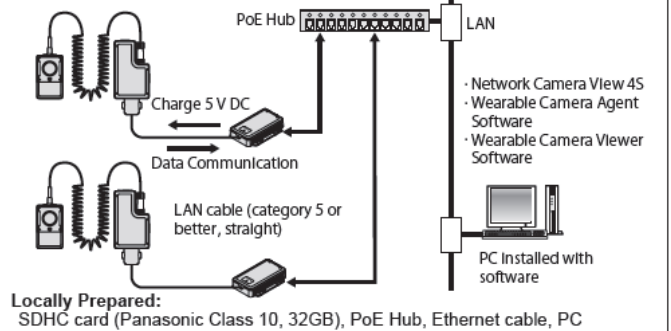 PoE Hub
LAN
· Network Camera View 4S
· Wearable Camera Agent
Software
· Wearable Camera Viewer
Software
Charge 5 V DC
Data Communication
LAN cable (category 5 or
better, straight)
PC installed with
software
Locally Prepared:
SDHC card (Panasonic Class 10, 32GB), PoE Hub, Ethernet cable, PC